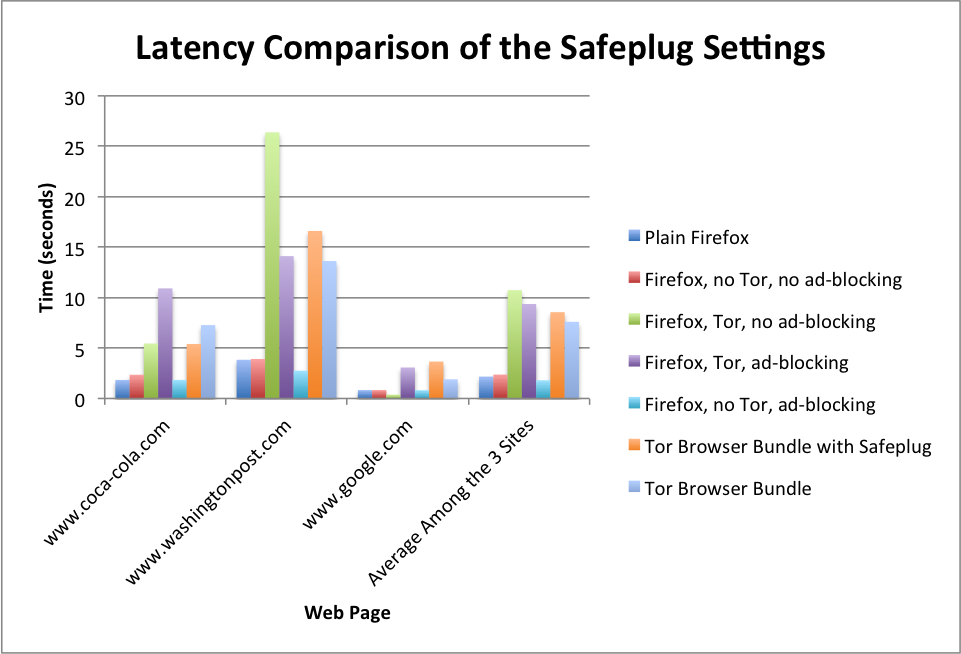 Latency Comparison of the Safeplug Settings
30
25
20
15
10
5
0
Time (seconds)
www.coca-cola.com
www.washingtonpost.com
www.google.com
Average Among the 3 Sites
Web Page
Plain Firefox
Firefox, no Tor, no ad-blocking
Firefox, Tor, no ad-blocking
Firefox, Tor, ad-blocking
Firefox, no Tor, ad-blocking
Tor Browser Bundle with Safeplug
Tor Browser Bundle